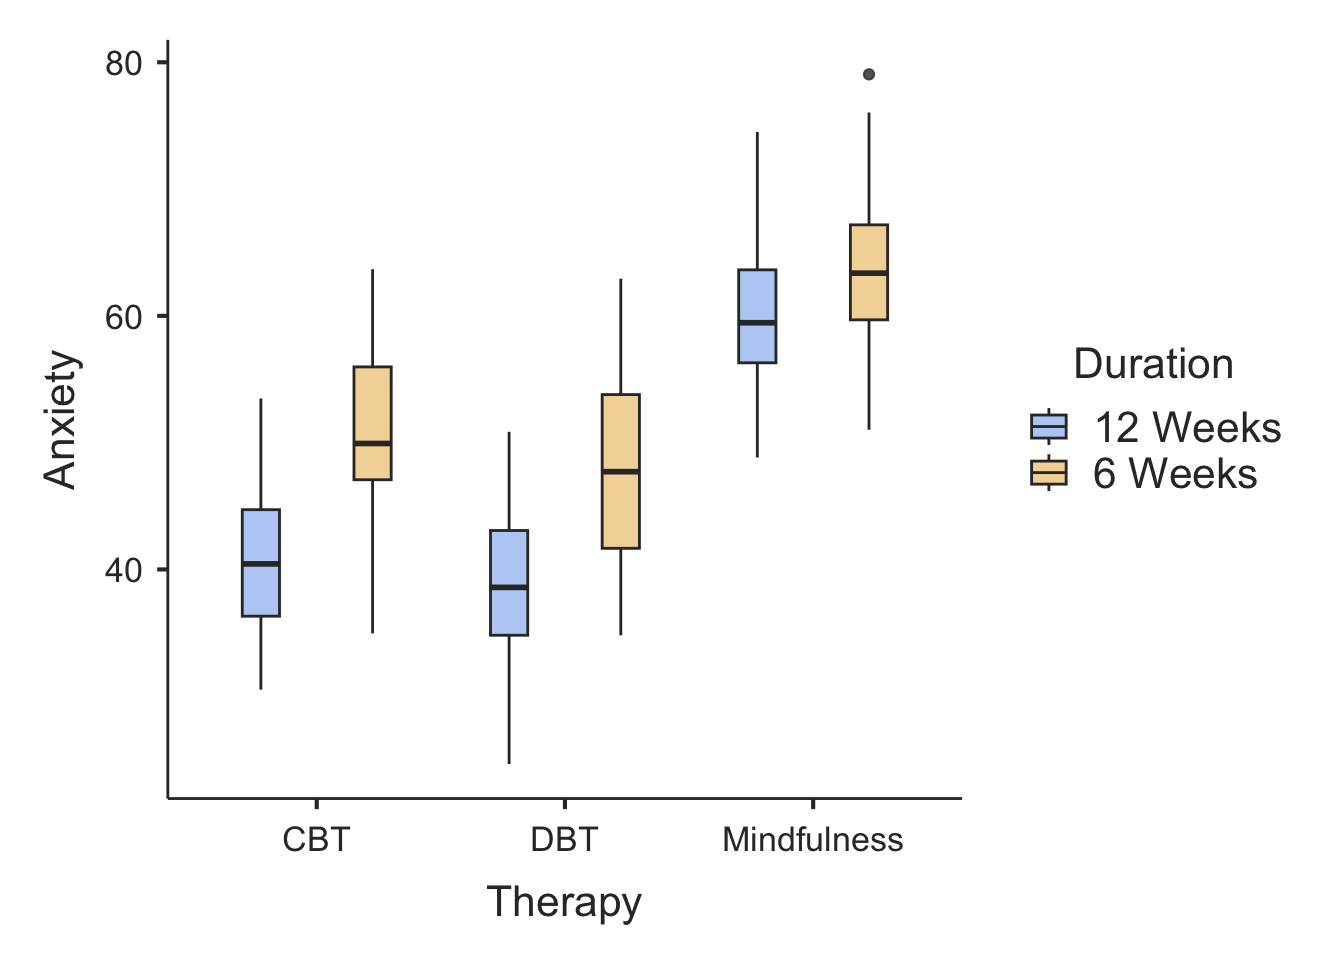 80
60
40
Anxiety
CBT
DBT
Mindfulness
Therapy
Duration
12 Weeks
6 Weeks